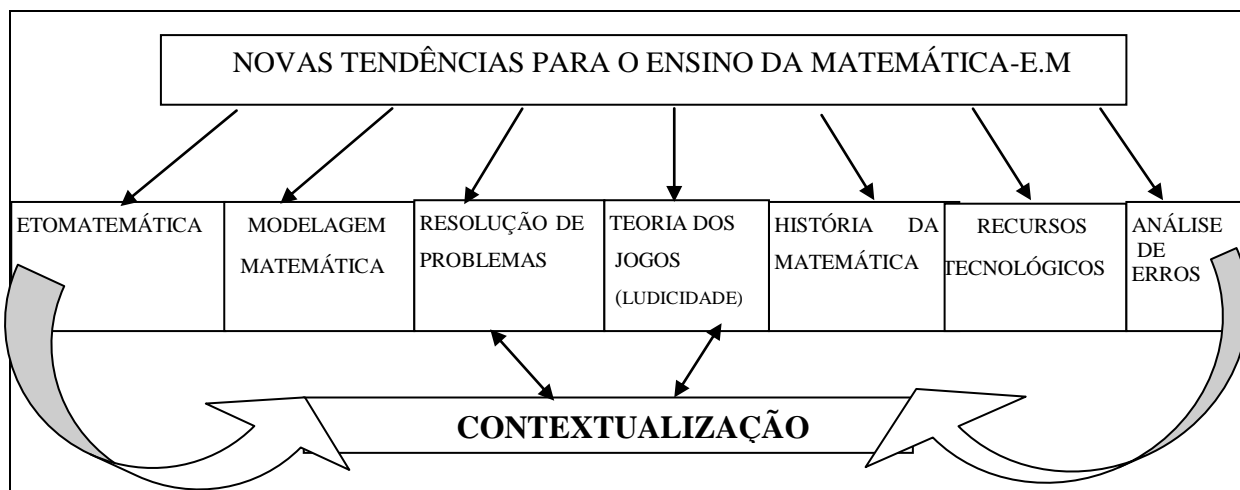 NOVAS TENDÊNCIAS PARA O ENSINO DA MATEMÁTICA-E.M
ETOMATEMÁTICA
MODELAGEM
MATEMÁTICA
RESOLUÇÃO DE
PROBLEMAS
TEORIA DOS
JOGOS
(LUDICIDADE)
HISTÓRIA DA
MATEMÁTICA
RECURSOS
TECNOLÓGICOS
ANÁLISE
DE
ERROS
CONTEXTUALIZAÇÃO